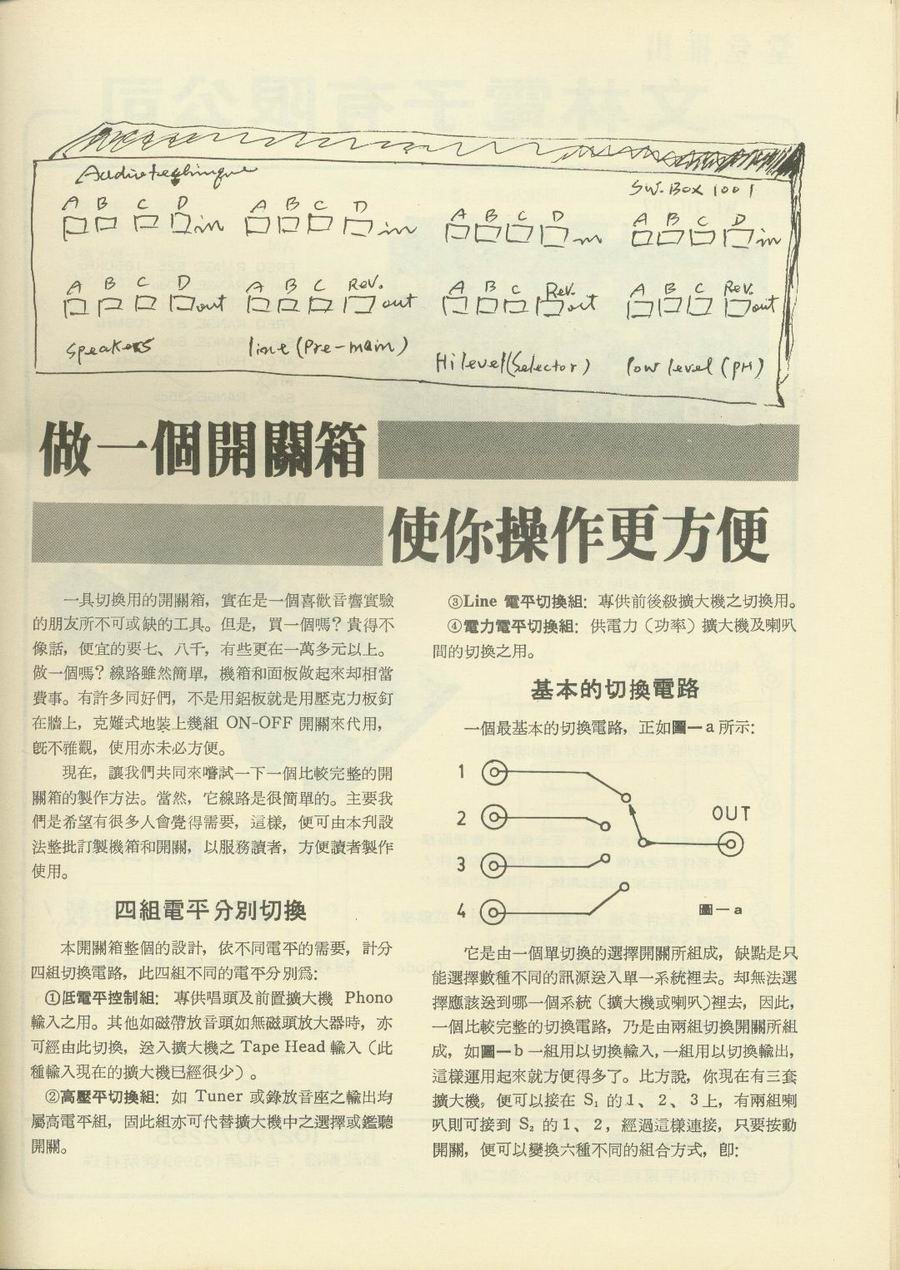 Audiotechnique
SW. Box 1001
A B C D in A B C D in A B C D in A B C D in
A B C D out A B C Rev. out A B C Rev. out A B C Rev. out
Speakers line (Pre-main) Hi level (Selector) low level (PH)
做一個開關箱
使你操作更方便
一具切換用的開關箱，實在是一個喜歡音響實驗
的朋友所不可或缺的工具。但是，買一個嗎？貴得不
像話，便宜的要七、八千，有些更在一萬多元以上。
做一個嗎？線路雖然簡單，機箱和面板做起來却相當
費事。有許多同好們，不是用鋁板就是用壓克力板釘
在牆上，克難式地裝上幾組 ON-OFF 開關來代用，
旣不雅觀，使用亦未必方便。
現在，讓我們共同來嚐試一下一個比較完整的開
關箱的製作方法。當然，它線路是很簡單的。主要我
們是希望有很多人會覺得需要，這樣，便可由本刋設
法整批訂製機箱和開關，以服務讀者，方便讀者製作
使用。
四組電平分別切換
本開關箱整個的設計，依不同電平的需要，計分
四組切換電路，此四組不同的電平分別爲：
①低電平控制組： 專供唱頭及前置擴大機 Phono
輸入之用。其他如磁帶放音頭如無磁頭放大器時，亦
可經由此切換，送入擴大機之 Tape Head 輸入（此
種輸入現在的擴大機已經很少）。
②高壓平切換組： 如 Tuner 或錄放音座之輸出均
屬高電平組，固此組亦可代替擴大機中之選擇或鑑聽
開關。
③Line 電平切換組： 專供前後級擴大機之切換用。
④電力電平切換組： 供電力（功率）擴大機及喇叭
間的切換之用。
基本的切換電路
一個最基本的切換電路，正如圖一a 所示：
1
2
OUT
3
4
圖一a
它是由一個單切換的選擇開關所組成，缺點是只
能選擇數種不同的訊源送入單一系統裡去。却無法選
擇應該送到哪一個系統（擴大機或喇叭）裡去，因此，
一個比較完整的切換電路，乃是由兩組切換開關所組
成，如圖一b 一組用以切換輸入，一組用以切換輸出，
這樣運用起來就方便得多了。比方說，你現在有三套
擴大機，便可以接在 S₁ 的 1、2、3 上，有兩組喇
叭則可接到 S₂ 的 1、2，經過這樣連接，只要按動
開關，便可以變換六種不同的組合方式，卽：